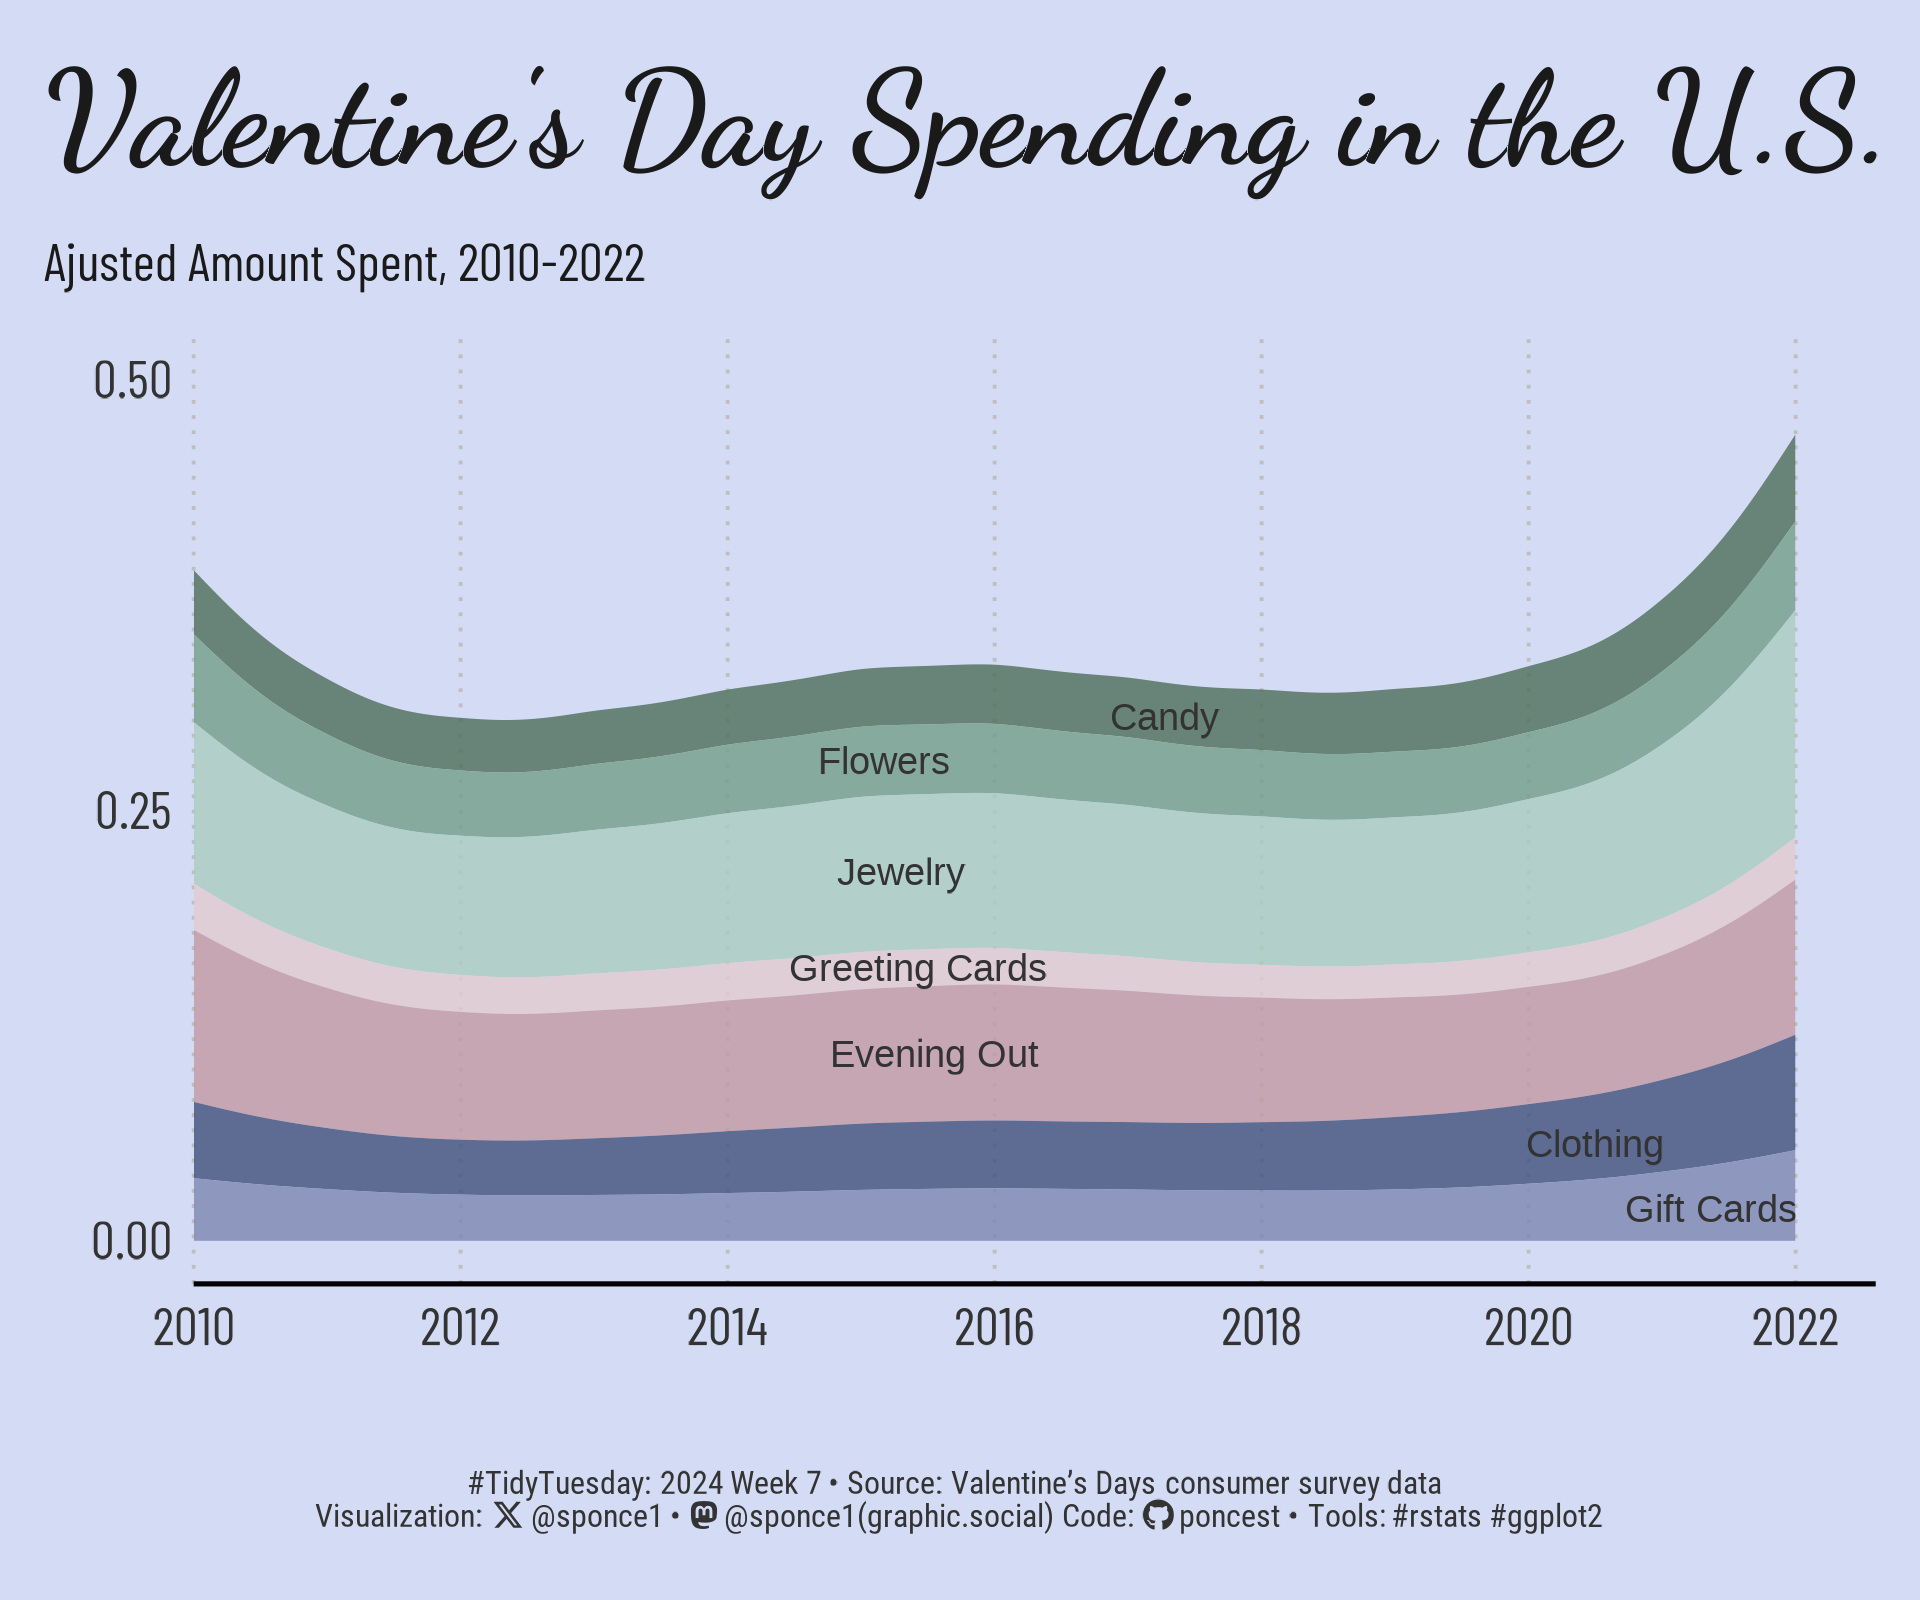 Valentine's Day Spending in the U.S.
Ajusted Amount Spent, 2010-2022
0.50
Candy
Flowers
0.25
Jewelry
Greeting Cards
Evening Out
Clothing
Gift Cards
0.00
2010 2012 2014 2016 2018 2020 2022
#TidyTuesday: 2024 Week 7 • Source: Valentine’s Days consumer survey data
Visualization: @sponce1 • @sponce1(graphic.social) Code: poncest • Tools: #rstats #ggplot2